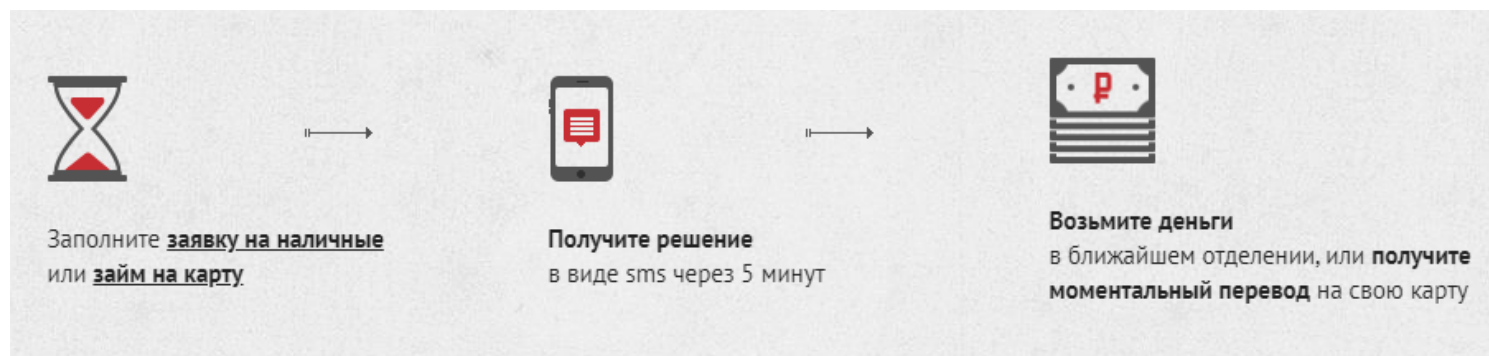 Заполните заявку на наличные
или займ на карту
Получите решение
в виде sms через 5 минут
Возьмите деньги
в ближайшем отделении, или получите
моментальный перевод на свою карту